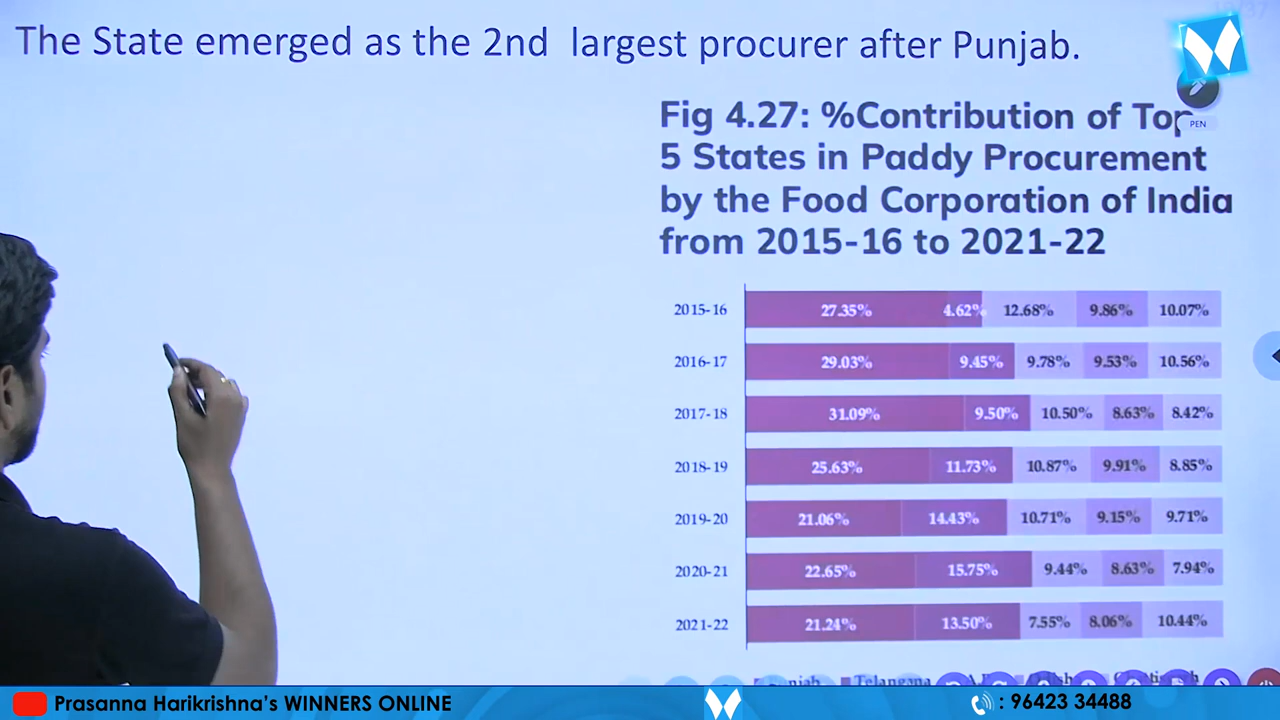 The State emerged as the 2nd largest procurer after Punjab.
PEN
Fig 4.27: %Contribution of Top
5 States in Paddy Procurement
by the Food Corporation of India
from 2015-16 to 2021-22
2015-16 27.35% 4.62% 12.68% 9.86% 10.07%
2016-17 29.03% 9.45% 9.78% 9.53% 10.56%
2017-18 31.09% 9.50% 10.50% 8.63% 8.42%
2018-19 25.63% 11.73% 10.87% 9.91% 8.85%
2019-20 21.06% 14.43% 10.71% 9.15% 9.71%
2020-21 22.65% 15.75% 9.44% 8.63% 7.94%
2021-22 21.24% 13.50% 7.55% 8.06% 10.44%
Punjab Telangana
Prasanna Harikrishna's WINNERS ONLINE : 96423 34488